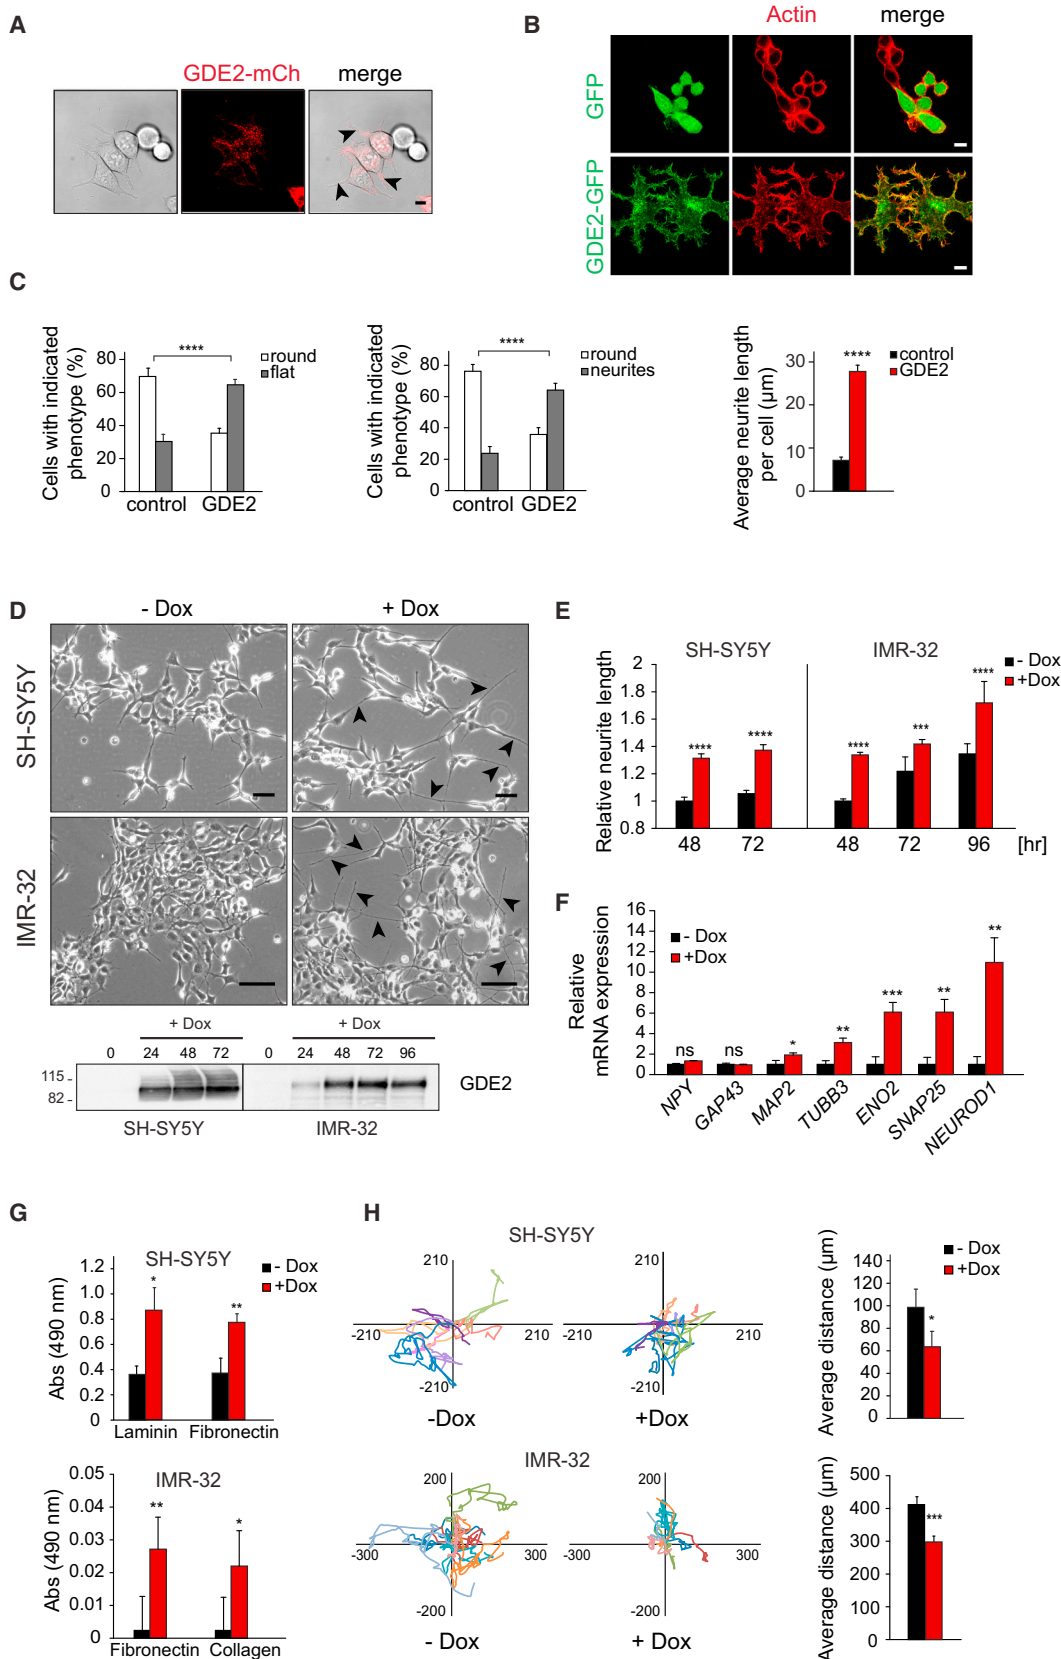 A
GDE2-mCh
merge
B
Actin
merge
GFP
GDE2-GFP
C
Cells with indicated
phenotype (%)
80
60
40
20
0
****
round
flat
control
GDE2
Cells with indicated
phenotype (%)
80
60
40
20
0
****
round
neurites
control
GDE2
Average neurite length
per cell (µm)
30
20
10
0
****
control
GDE2
D
- Dox
+ Dox
SH-SY5Y
IMR-32
+ Dox
+ Dox
0 24 48 72 0 24 48 72 96
115
82
GDE2
SH-SY5Y
IMR-32
E
SH-SY5Y
IMR-32
- Dox
+Dox
Relative neurite length
2
1.8
1.6
1.4
1.2
1
0.8
**** **** **** *** ****
48 72 48 72 96 [hr]
F
Relative
mRNA expression
16
14
12
10
8
6
4
2
0
- Dox
+Dox
ns ns * ** *** ** **
NPY GAP43 MAP2 TUBB3 ENO2 SNAP25 NEUROD1
G
SH-SY5Y
- Dox
+Dox
Abs (490 nm)
1.2
1.0
0.8
0.6
0.4
0.2
0
* **
Laminin Fibronectin
IMR-32
Abs (490 nm)
0.05
0.04
0.03
0.02
0.01
0
** *
Fibronectin Collagen
H
SH-SY5Y
210
-210 210
-210
-Dox
210
-210 210
-210
+Dox
Average distance (µm)
140
120
100
80
60
40
20
0
*
- Dox
+Dox
IMR-32
200
-300 300
-200
- Dox
200
-300 300
-200
+ Dox
Average distance (µm)
500
400
300
200
100
0
***